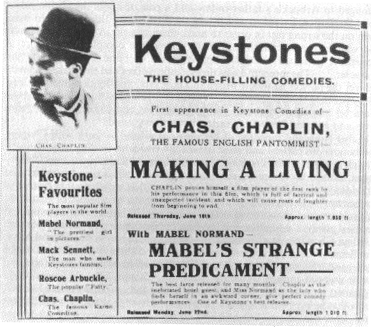 CHAS. CHAPLIN
Keystones
THE HOUSE-FILLING COMEDIES.
First appearance in Keystone Comedies of—
CHAS. CHAPLIN,
THE FAMOUS ENGLISH PANTOMIMIST—
MAKING A LIVING
CHAPLIN proves himself a film player of the first rank by
his performance in this film, which is full of farcical and
unexpected incident, and which will cause roars of laughter
from beginning to end.
Released Thursday, June 18th
Approx. length 1,030 ft
With MABEL NORMAND—
MABEL'S STRANGE
PREDICAMENT —
The best farce released for many months. Chaplin as the
inebriated hotel guest, and Miss Normand as the lady who
finds herself in an awkward corner, give perfect comedy
performances. One of Keystone's best releases.
Released Monday June 22nd.
Approx. length 1,010 ft.
Keystone -
Favourites
The most popular film
players in the world.
Mabel Normand,
"The prettiest girl
in pictures."
Mack Sennett,
The man who made
Keystones famous.
Roscoe Arbuckle,
The popular "Fatty."
Chas. Chaplin,
The famous Karno
Comedian.